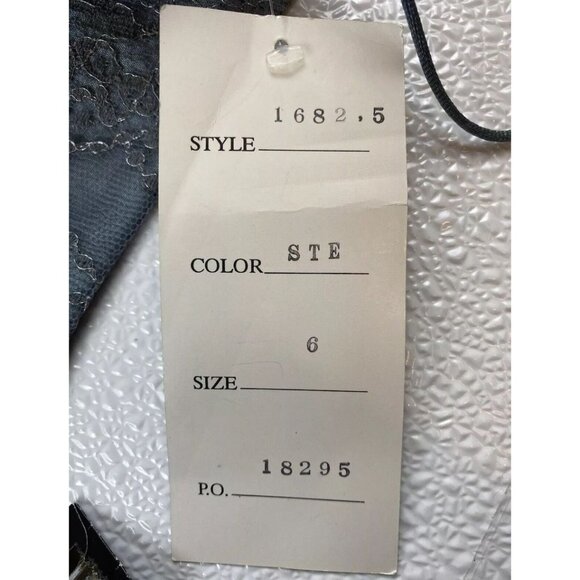 1682.5
STYLE
STE
COLOR
6
SIZE
18295
P.O.